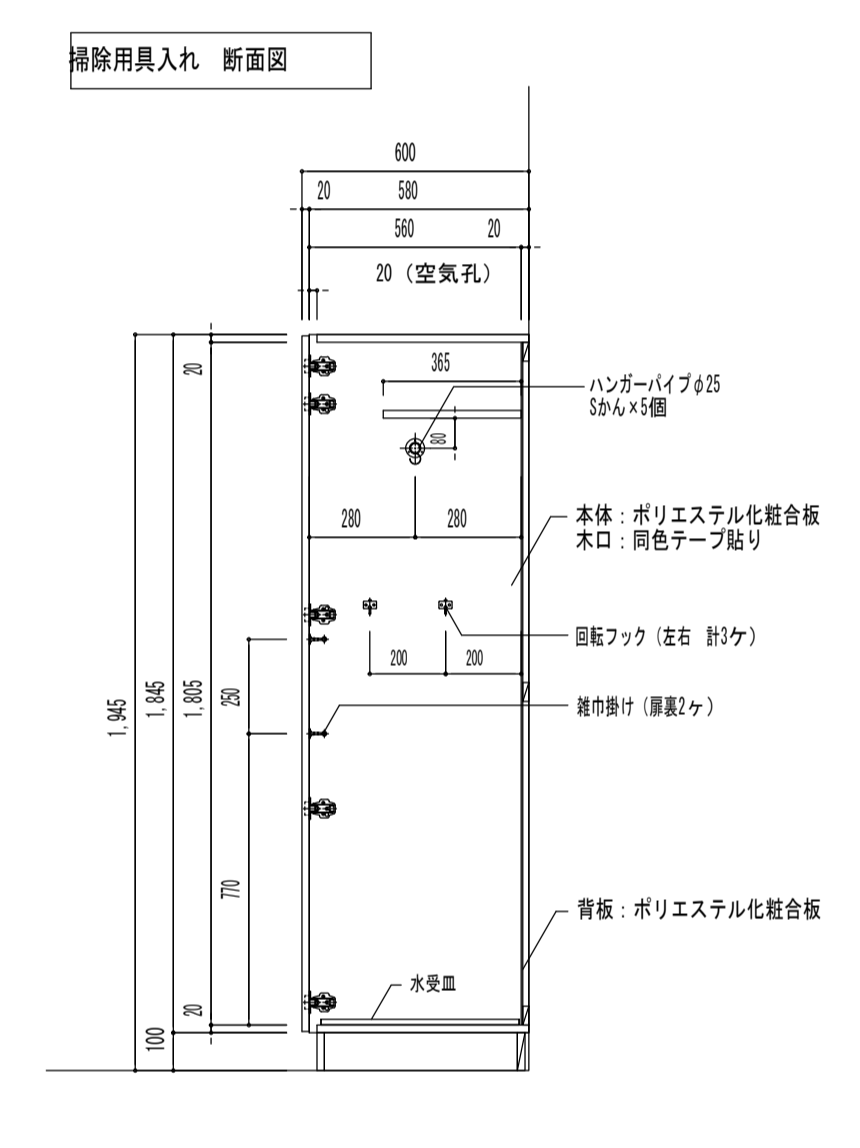 掃除用具入れ　断面図
600
20
580
560
20
20（空気孔）
365
ハンガーパイプφ25
Sかん×5個
20
80
280
280
本体：ポリエステル化粧合板
木口：同色テープ貼り
回転フック（左右　計3ケ）
200
200
雑巾掛け（扉裏2ケ）
1,945
1,845
1,805
250
770
背板：ポリエステル化粧合板
水受皿
20
100